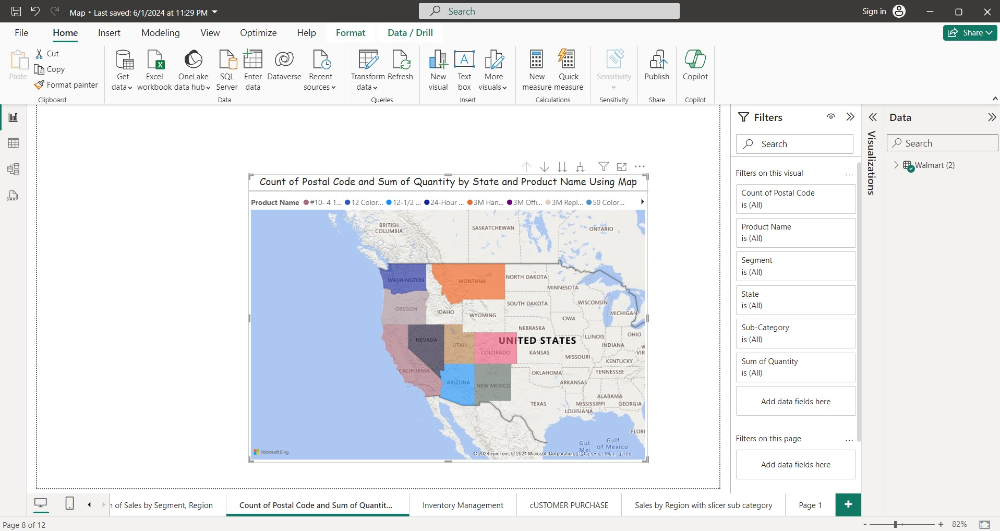 Map • Last saved: 6/1/2024 at 11:29 PM
Search
Sign in
File
Home
Insert
Modeling
View
Optimize
Help
Format
Data / Drill
Share
Paste
Cut
Copy
Format painter
Clipboard
Get data
Excel workbook
OneLake data hub
SQL Server
Enter data
Dataverse
Recent sources
Data
Transform data
Refresh
Queries
New visual
Text box
More visuals
Insert
New measure
Quick measure
Calculations
Sensitivity
Sensitivity
Publish
Share
Copilot
Copilot
DAX
Count of Postal Code and Sum of Quantity by State and Product Name Using Map
Product Name #10- 4 1... 12 Color... 12-1/2 ... 24-Hour ... 3M Han... 3M Offi... 3M Repl... 50 Color...
BRITISH COLUMBIA
SASKATCHEWAN
ONTARIO
WASHINGTON
MONTANA
NORTH DAKOTA
MINNESOTA
OREGON
IDAHO
WYOMING
SOUTH DAKOTA
WISCONSIN
MICHIGAN
IOWA
NEBRASKA
NEVADA
UTAH
COLORADO
UNITED STATES
ILLINOIS
OHIO
INDIANA
W
VIR
KANSAS
MISSOURI
KENTUCKY
CALIFORNIA
ARIZONA
NEW MEXICO
OKLAHOMA
TENNESSEE
ARKANSAS
ALABAMA
TEXAS
MISSISSIPPI
GEORGIA
LOUISIANA
FLORI
Gul
Me:
Gulf of Mexico
Microsoft Bing
© 2024 TomTom, © 2024 Microsoft Corporation, © OpenStreetMap Terms
Filters
Search
Filters on this visual
...
Count of Postal Code
is (All)
Product Name
is (All)
Segment
is (All)
State
is (All)
Sub-Category
is (All)
Sum of Quantity
is (All)
Add data fields here
Filters on this page
...
Add data fields here
Visualizations
Data
Search
Walmart (2)
of Sales by Segment, Region
Count of Postal Code and Sum of Quantit...
Inventory Management
cUSTOMER PURCHASE
Sales by Region with slicer sub category
Page 1
+
Page 8 of 12
- + 82%